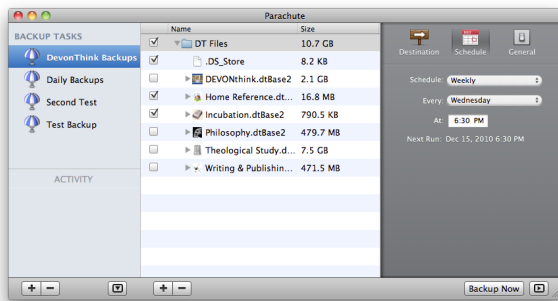 Parachute
BACKUP TASKS
DevonThink Backups
Daily Backups
Second Test
Test Backup
ACTIVITY
Name Size
DT Files 10.7 GB
.DS_Store 8.2 KB
DEVONthink.dtBase2 2.1 GB
Home Reference.dt... 16.8 MB
Incubation.dtBase2 790.5 KB
Philosophy.dtBase2 479.7 MB
Theological Study.d... 7.5 GB
Writing & Publishin... 471.5 MB
Destination Schedule General
Schedule: Weekly
Every: Wednesday
At: 6:30 PM
Next Run: Dec 15, 2010 6:30 PM
Backup Now